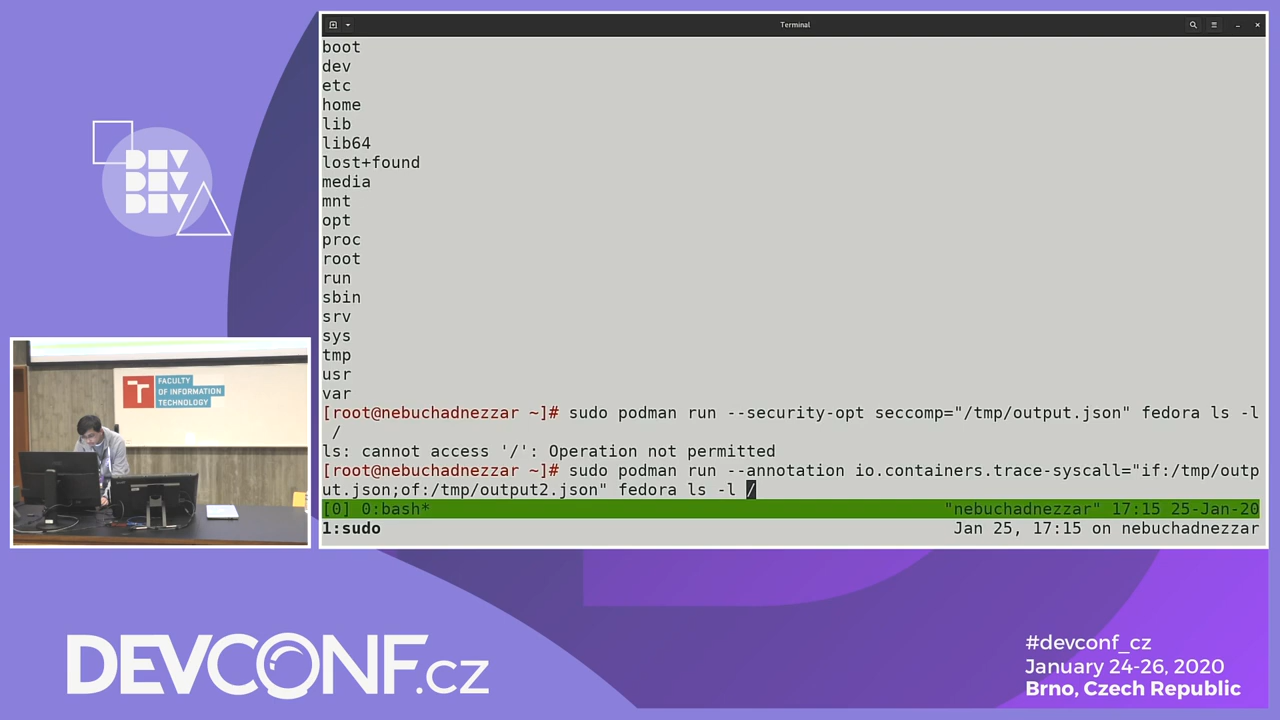 Terminal
boot
dev
etc
home
lib
lib64
lost+found
media
mnt
opt
proc
root
run
sbin
srv
sys
tmp
usr
var
[root@nebuchadnezzar ~]# sudo podman run --security-opt seccomp="/tmp/output.json" fedora ls -l
/
ls: cannot access '/': Operation not permitted
[root@nebuchadnezzar ~]# sudo podman run --annotation io.containers.trace-syscall="if:/tmp/outp
ut.json;of:/tmp/output2.json" fedora ls -l /
[0] 0:bash* "nebuchadnezzar" 17:15 25-Jan-20
1:sudo Jan 25, 17:15 on nebuchadnezzar
DEV
DEV
DEV
T FACULTY
OF INFORMATION
TECHNOLOGY
DEVCONF.cz
#devconf_cz
January 24-26, 2020
Brno, Czech Republic